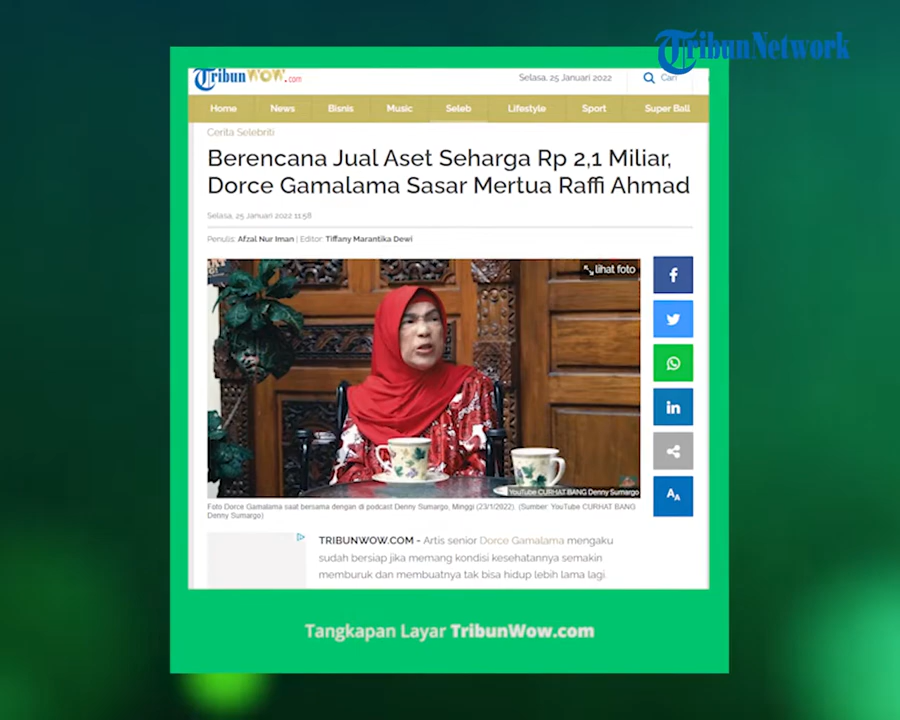 TribunNetwork
TribunWOW.com
Selasa, 25 Januari 2022
Cari
Home News Bisnis Music Seleb Lifestyle Sport Super Ball
Cerita Selebriti
Berencana Jual Aset Seharga Rp 2,1 Miliar,
Dorce Gamalama Sasar Mertua Raffi Ahmad
Selasa, 25 Januari 2022 11:58
Penulis: Afzal Nur Iman | Editor: Tiffany Marantika Dewi
lihat foto
YouTube CURHAT BANG Denny Sumargo
Foto Dorce Gamalama saat bersama dengan di podcast Denny Sumargo, Minggi (23/1/2022). (Sumber: YouTube CURHAT BANG
Denny Sumargo)
TRIBUNWOW.COM - Artis senior Dorce Gamalama mengaku
sudah bersiap jika memang kondisi kesehatannya semakin
memburuk dan membuatnya tak bisa hidup lebih lama lagi
Tangkapan Layar TribunWow.com